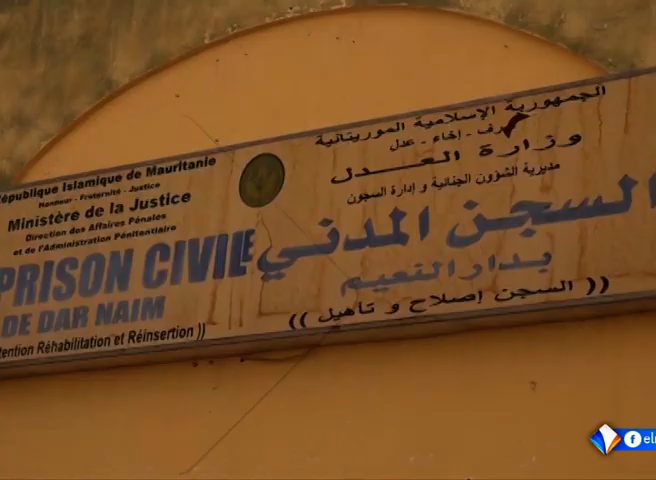 République Islamique de Mauritanie
Honneur - Fraternité - Justice
Ministère de la Justice
Direction des Affaires Pénales
et de l'Administration Pénitentiaire
PRISON CIVILE
DE DAR NAIM
Réhabilitation et Réinsertion ))
الجمهورية الإسلامية الموريتانية
شرف - إخاء - عدل
وزارة العدل
مديرية الشؤون الجنائية و إدارة السجون
السجن المدني
بدار النعيم
(( السجن إصلاح و تأهيل ))